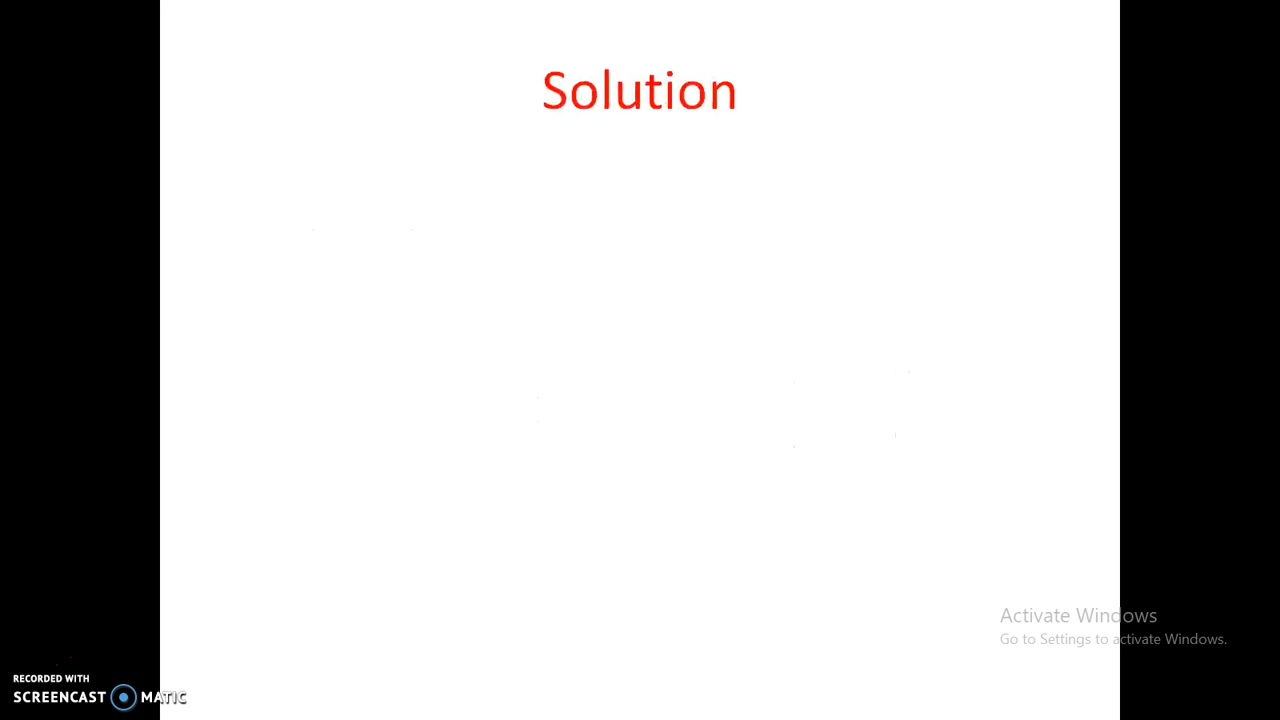 Solution
Activate Windows
Go to Settings to activate Windows.
RECORDED WITH
SCREENCAST MATIC